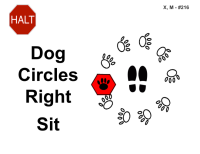 HALT
X, M - #216
Dog
Circles
Right
Sit